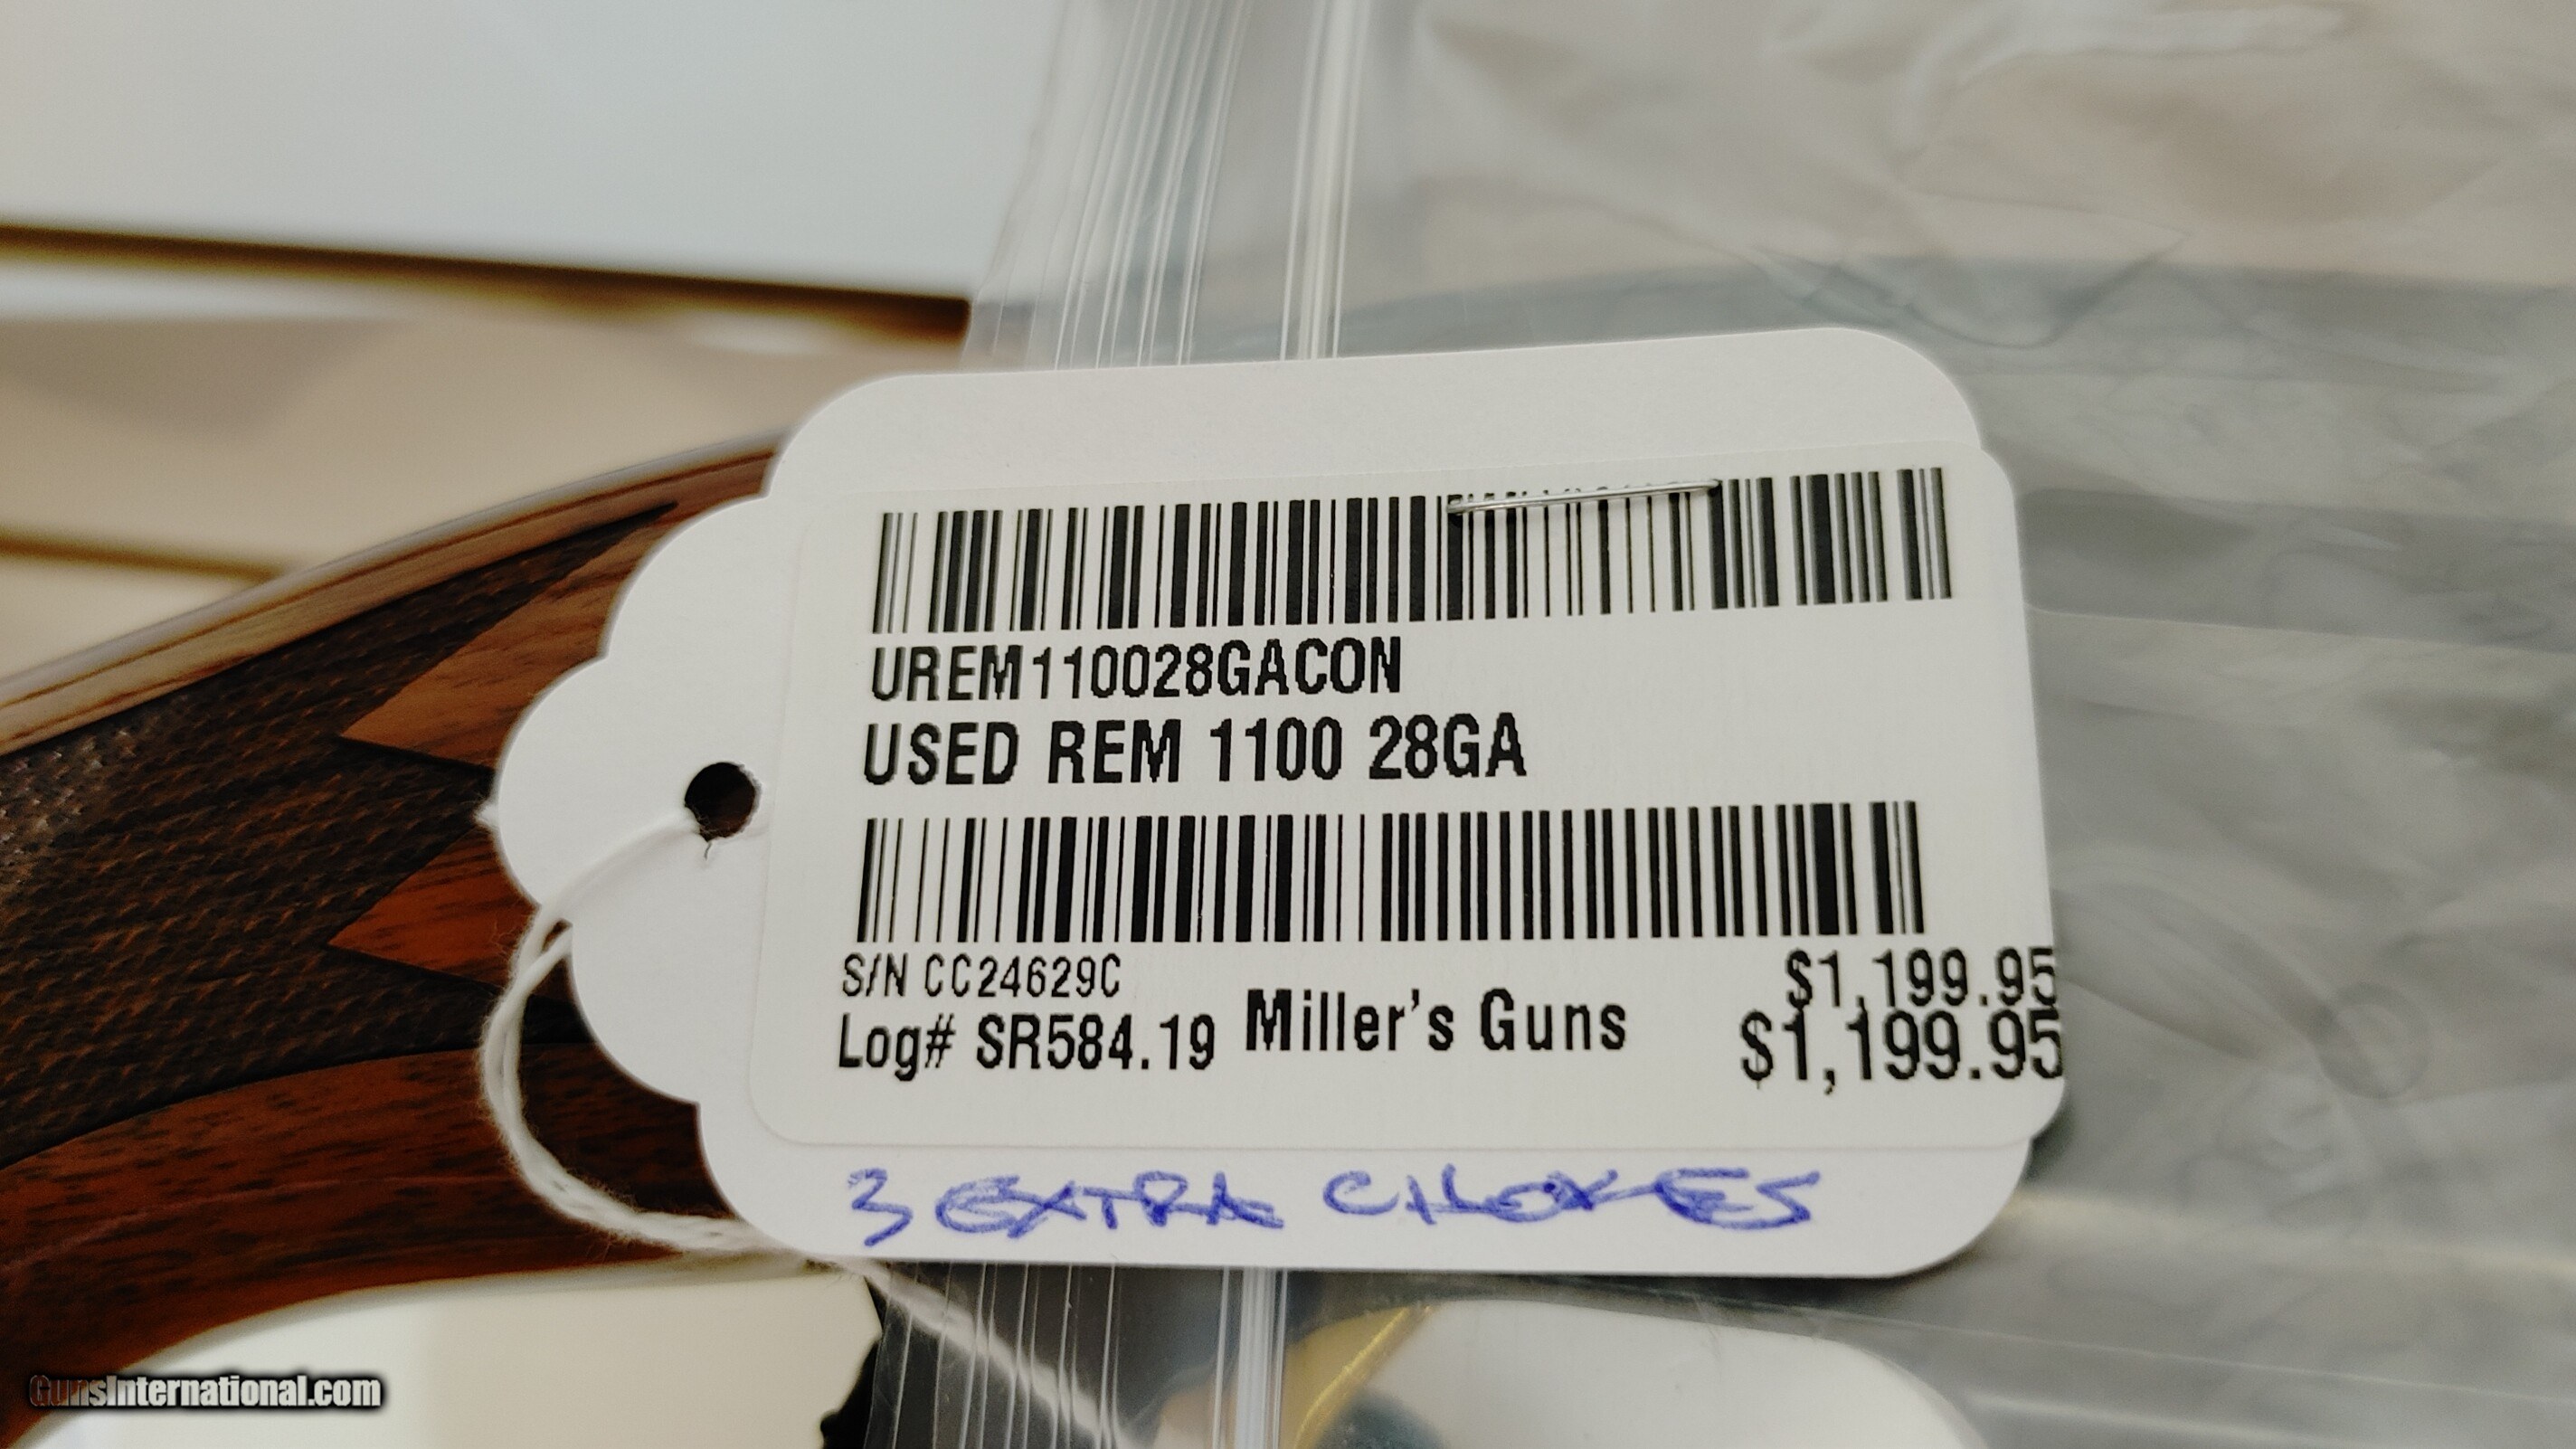 UREM110028GACON
USED REM 1100 28GA
S/N CC24629C
$1,199.95
Log# SR584.19 Miller's Guns
$1,199.95
3 EXTRA CHOKES
GunsInternational.com